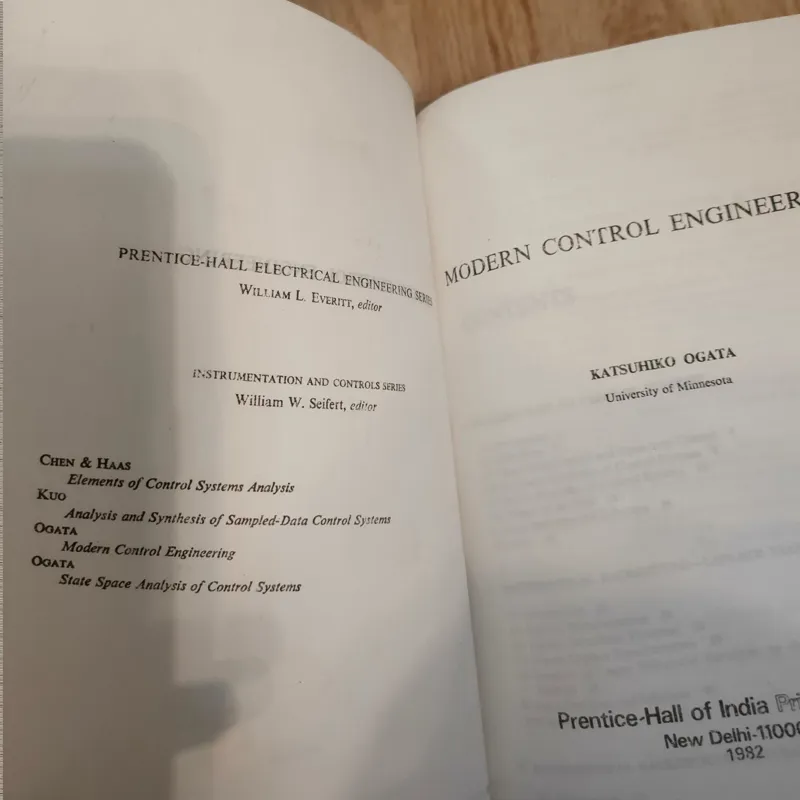 PRENTICE-HALL ELECTRICAL ENGINEERING SERIES
WILLIAM L. EVERITT, editor
INSTRUMENTATION AND CONTROLS SERIES
William W. Seifert, editor
CHEN & HAAS
Elements of Control Systems Analysis
KUO
Analysis and Synthesis of Sampled-Data Control Systems
OGATA
Modern Control Engineering
OGATA
State Space Analysis of Control Systems
MODERN CONTROL ENGINEER
KATSUHIKO OGATA
University of Minnesota
Prentice-Hall of India Pri
New Delhi-11000
1982